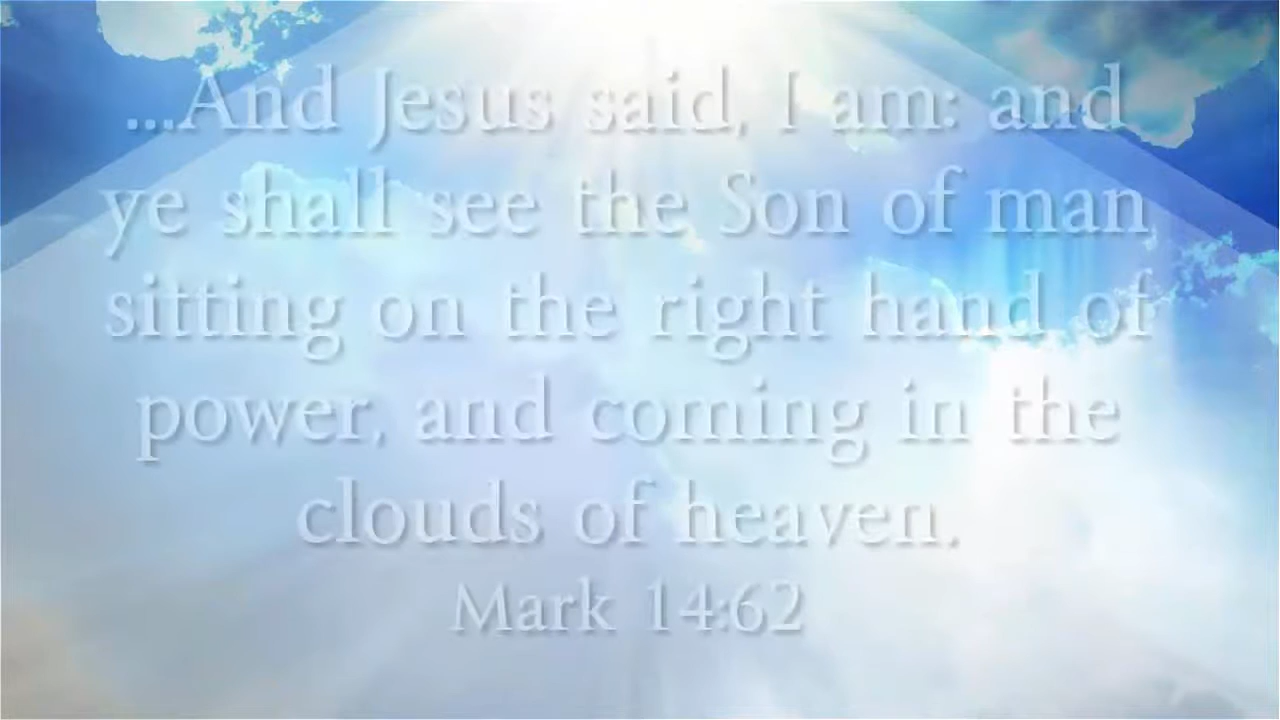 ...And Jesus said, I am: and
ye shall see the Son of man
sitting on the right hand of
power, and coming in the
clouds of heaven.
Mark 14:62